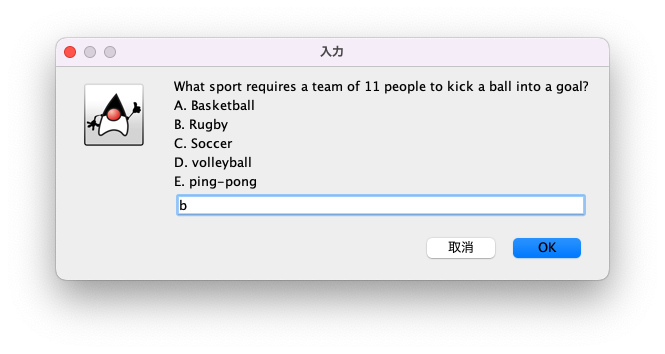 入力
What sport requires a team of 11 people to kick a ball into a goal?
A. Basketball
B. Rugby
C. Soccer
D. volleyball
E. ping-pong
b
取消 OK